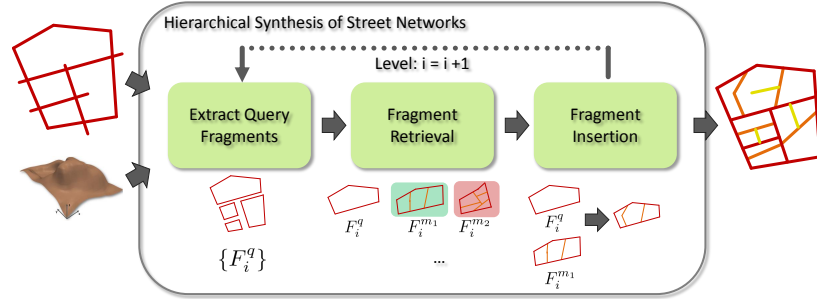 Hierarchical Synthesis of Street Networks
Level: i = i +1
Extract Query
Fragments
Fragment
Retrieval
Fragment
Insertion
$F_i^q$ $F_i^{m_1}$ $F_i^{m_2}$
$F_i^q$
$\{F_i^q\}$
...
$F_i^{m_1}$